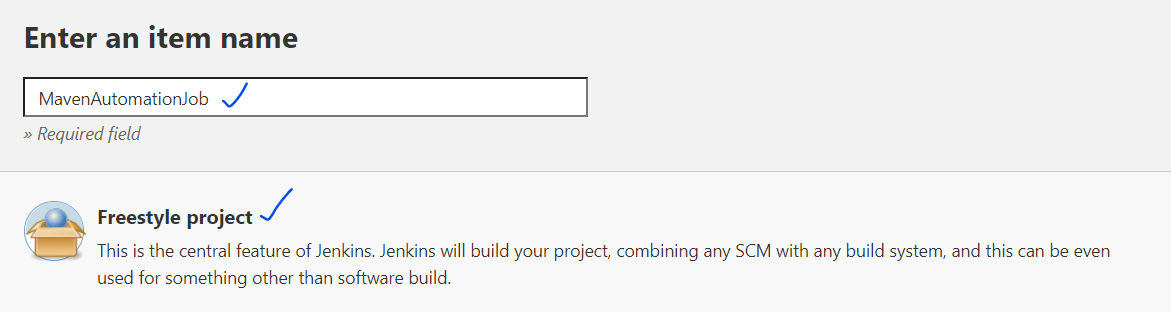 Enter an item name
MavenAutomationJob
» Required field
Freestyle project
This is the central feature of Jenkins. Jenkins will build your project, combining any SCM with any build system, and this can be even
used for something other than software build.